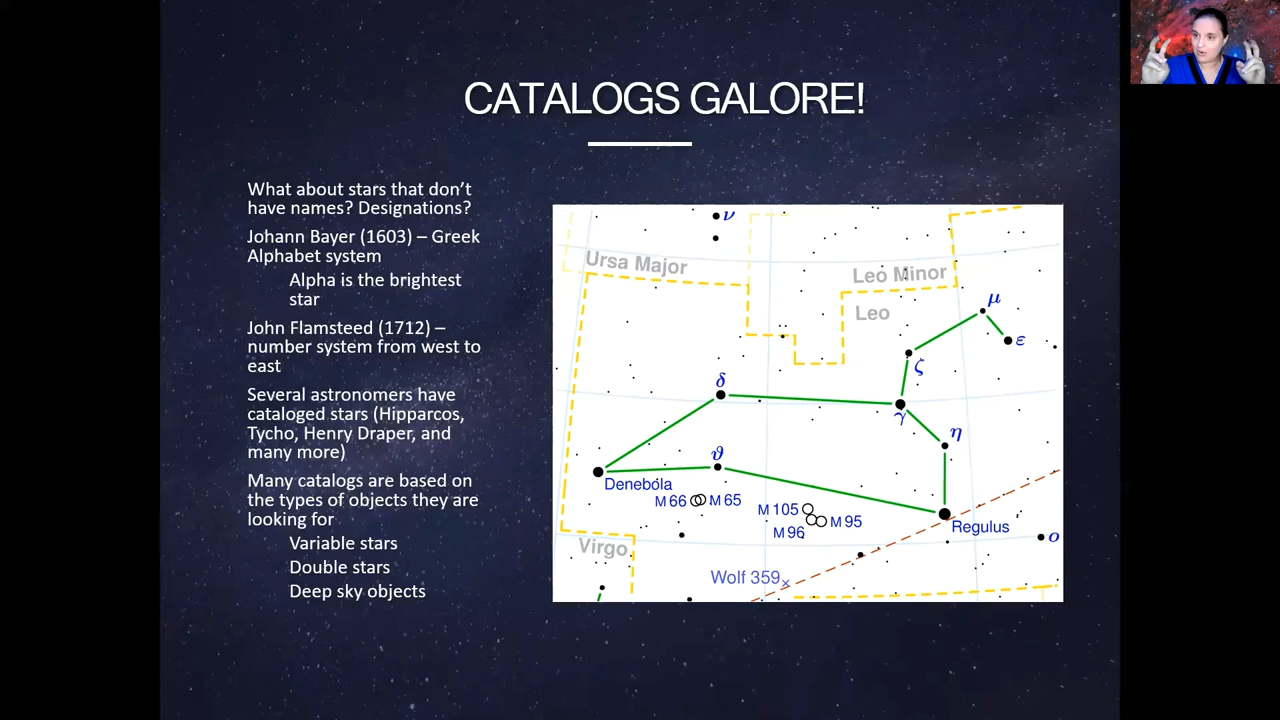 CATALOGS GALORE!
What about stars that don't
have names? Designations?
Johann Bayer (1603) – Greek
Alphabet system
Alpha is the brightest
star
John Flamsteed (1712) –
number system from west to
east
Several astronomers have
cataloged stars (Hipparcos,
Tycho, Henry Draper, and
many more)
Many catalogs are based on
the types of objects they are
looking for
Variable stars
Double stars
Deep sky objects
ν
Ursa Major
Leo Minor
Leo
μ
ε
ζ
δ
γ
η
ϑ
Denebola
M 66
M 65
M 105
M 95
M 96
Regulus
ο
Virgo
Wolf 359